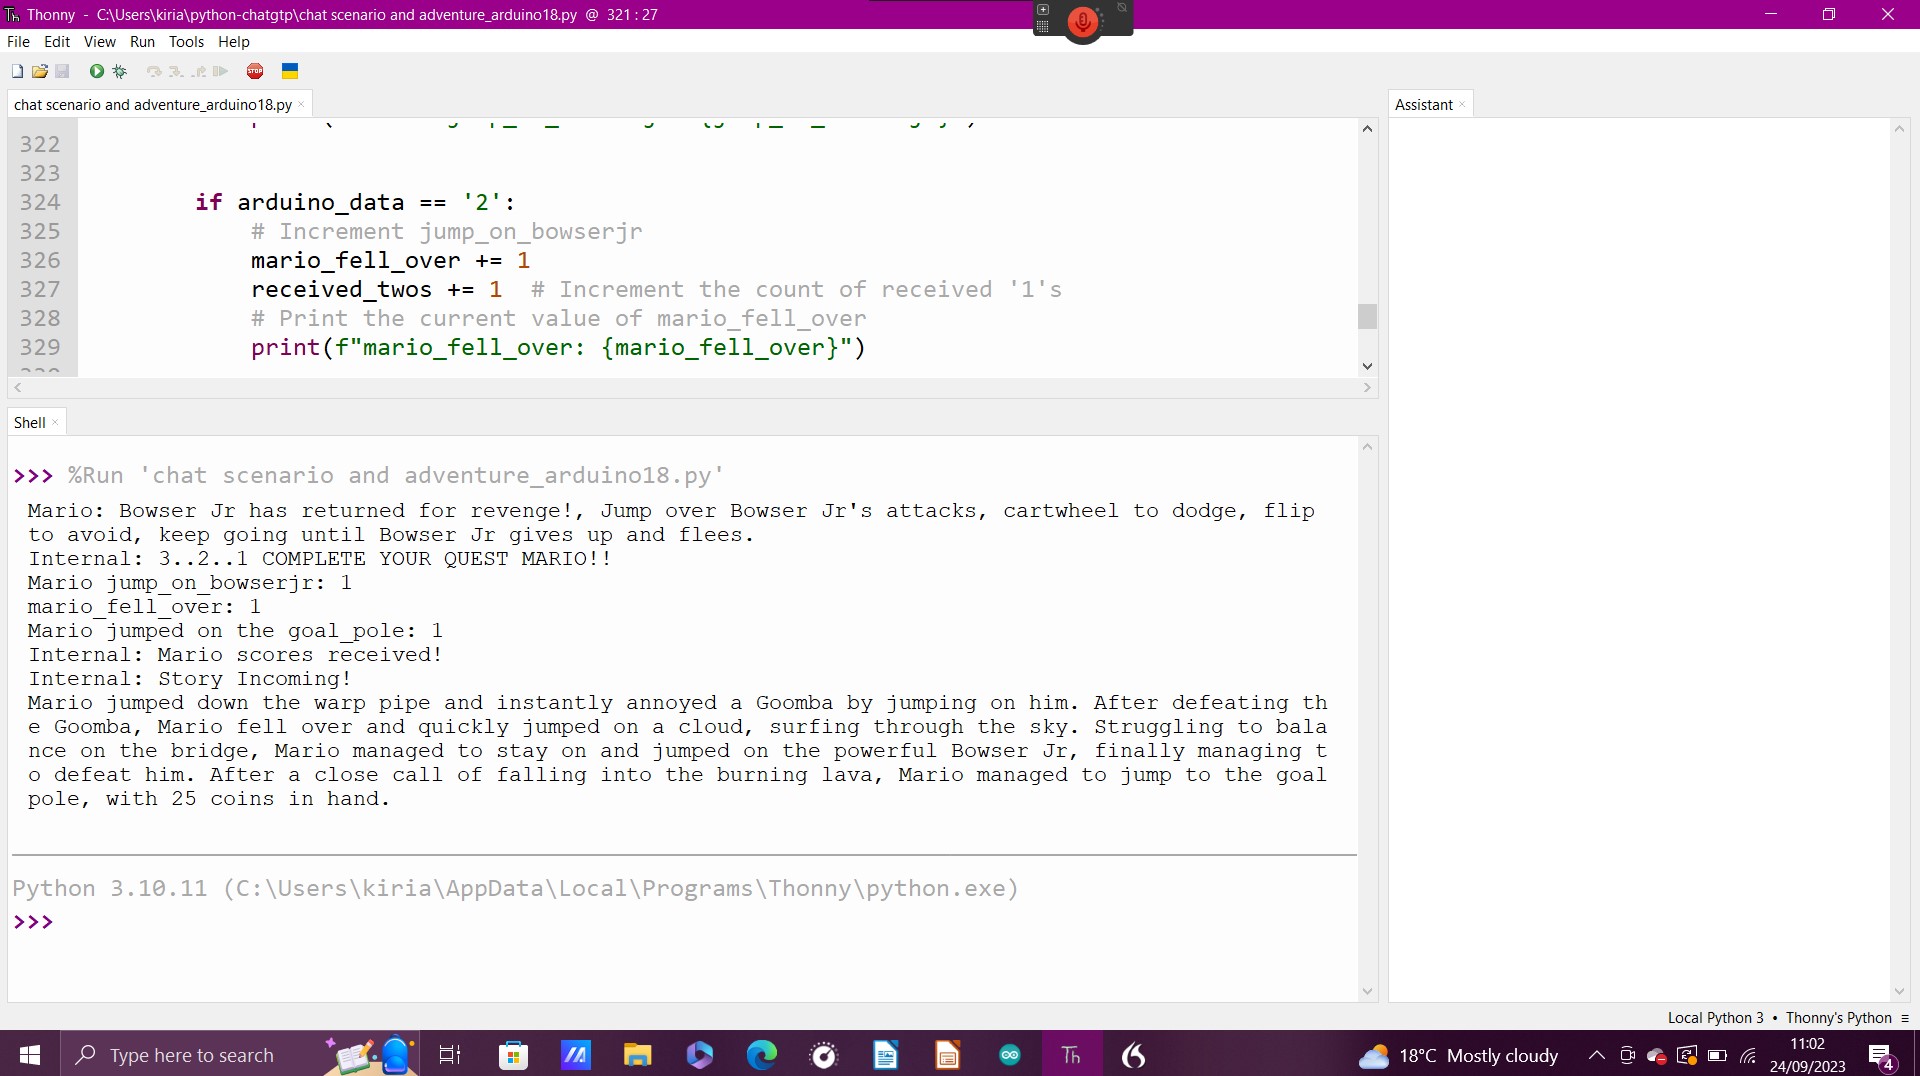 Th Thonny - C:\Users\kiria\python-chatgtp\chat scenario and adventure_arduino18.py @ 321 : 27
File Edit View Run Tools Help
STOP
chat scenario and adventure_arduino18.py ×
Assistant ×
322
323
324 if arduino_data == '2':
325 # Increment jump_on_bowserjr
326 mario_fell_over += 1
327 received_twos += 1 # Increment the count of received '1's
328 # Print the current value of mario_fell_over
329 print(f"mario_fell_over: {mario_fell_over}")
Shell ×
>>> %Run 'chat scenario and adventure_arduino18.py'
Mario: Bowser Jr has returned for revenge!, Jump over Bowser Jr's attacks, cartwheel to dodge, flip
to avoid, keep going until Bowser Jr gives up and flees.
Internal: 3..2..1 COMPLETE YOUR QUEST MARIO!!
Mario jump_on_bowserjr: 1
mario_fell_over: 1
Mario jumped on the goal_pole: 1
Internal: Mario scores received!
Internal: Story Incoming!
Mario jumped down the warp pipe and instantly annoyed a Goomba by jumping on him. After defeating th
e Goomba, Mario fell over and quickly jumped on a cloud, surfing through the sky. Struggling to bala
nce on the bridge, Mario managed to stay on and jumped on the powerful Bowser Jr, finally managing t
o defeat him. After a close call of falling into the burning lava, Mario managed to jump to the goal
pole, with 25 coins in hand.
Python 3.10.11 (C:\Users\kiria\AppData\Local\Programs\Thonny\python.exe)
>>>
Local Python 3 • Thonny's Python ≡
Type here to search
Th
18°C Mostly cloudy
11:02
24/09/2023
4